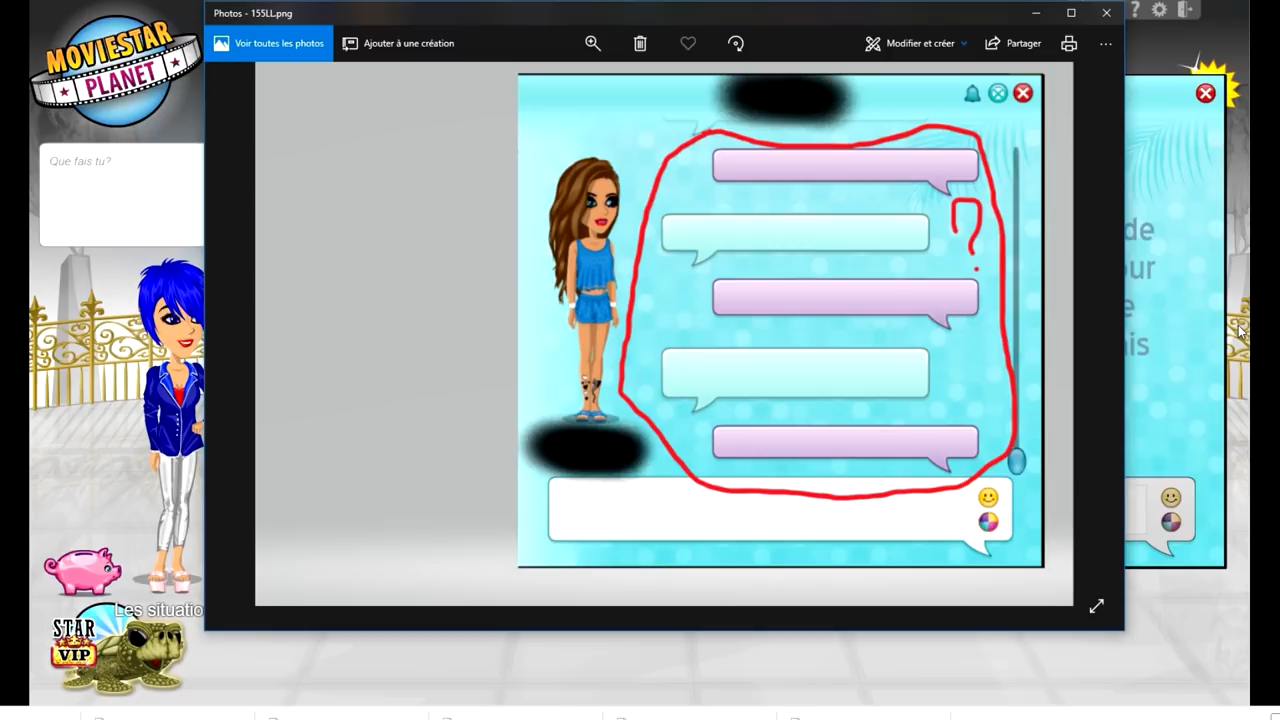 Photos - 155LL.png
Voir toutes les photos
Ajouter à une création
Modifier et créer
Partager
MOVIESTAR
PLANET
Que fais tu?
?
?
de
ur
e
is
Les situatio
STAR
VIP